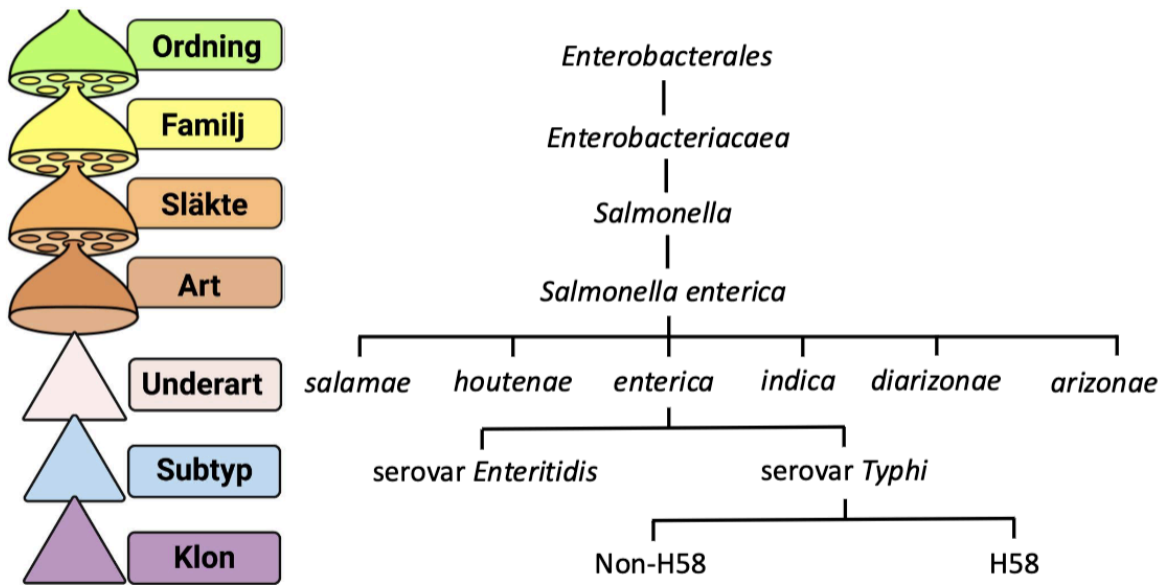 Ordning
Enterobacterales
Familj
Enterobacteriacaea
Släkte
Salmonella
Art
Salmonella enterica
Underart
salamae houtenae enterica indica diarizonae arizonae
Subtyp
serovar Enteritidis serovar Typhi
Klon
Non-H58 H58